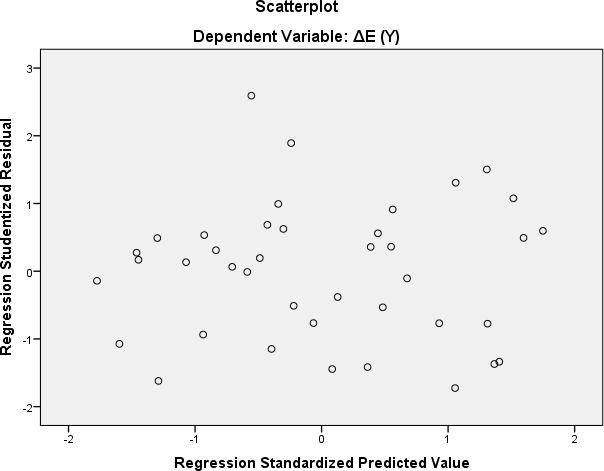 Scatterplot
Dependent Variable: ΔE (Y)
Regression Studentized Residual
3
2
1
0
-1
-2
-2
-1
0
1
2
Regression Standardized Predicted Value